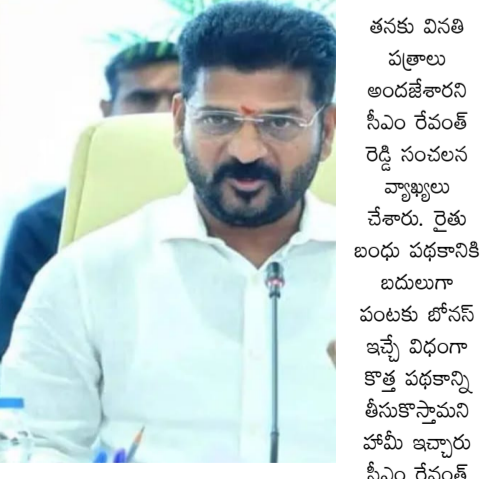 తనకు వినతి
పత్రాలు
అందజేశారని
సీఎం రేవంత్
రెడ్డి సంచలన
వ్యాఖ్యలు
చేశారు. రైతు
బంధు పథకానికి
బదులుగా
పంటకు బోనస్
ఇచ్చే విధంగా
కొత్త పథకాన్ని
తీసుకొస్తామని
హామీ ఇచ్చారు
సీఎం రేవంత్